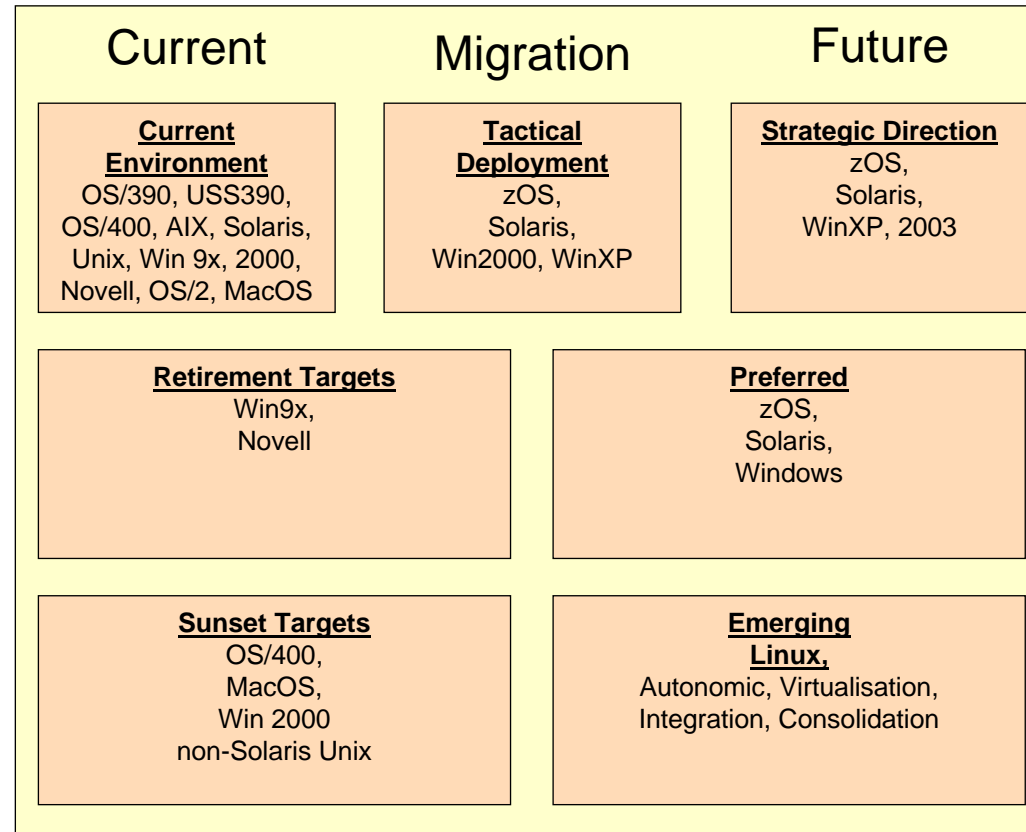 Current
Migration
Future
Current
Environment
OS/390, USS390,
OS/400, AIX, Solaris,
Unix, Win 9x, 2000,
Novell, OS/2, MacOS
Tactical
Deployment
zOS,
Solaris,
Win2000, WinXP
Strategic Direction
zOS,
Solaris,
WinXP, 2003
Retirement Targets
Win9x,
Novell
Preferred
zOS,
Solaris,
Windows
Sunset Targets
OS/400,
MacOS,
Win 2000
non-Solaris Unix
Emerging
Linux,
Autonomic, Virtualisation,
Integration, Consolidation